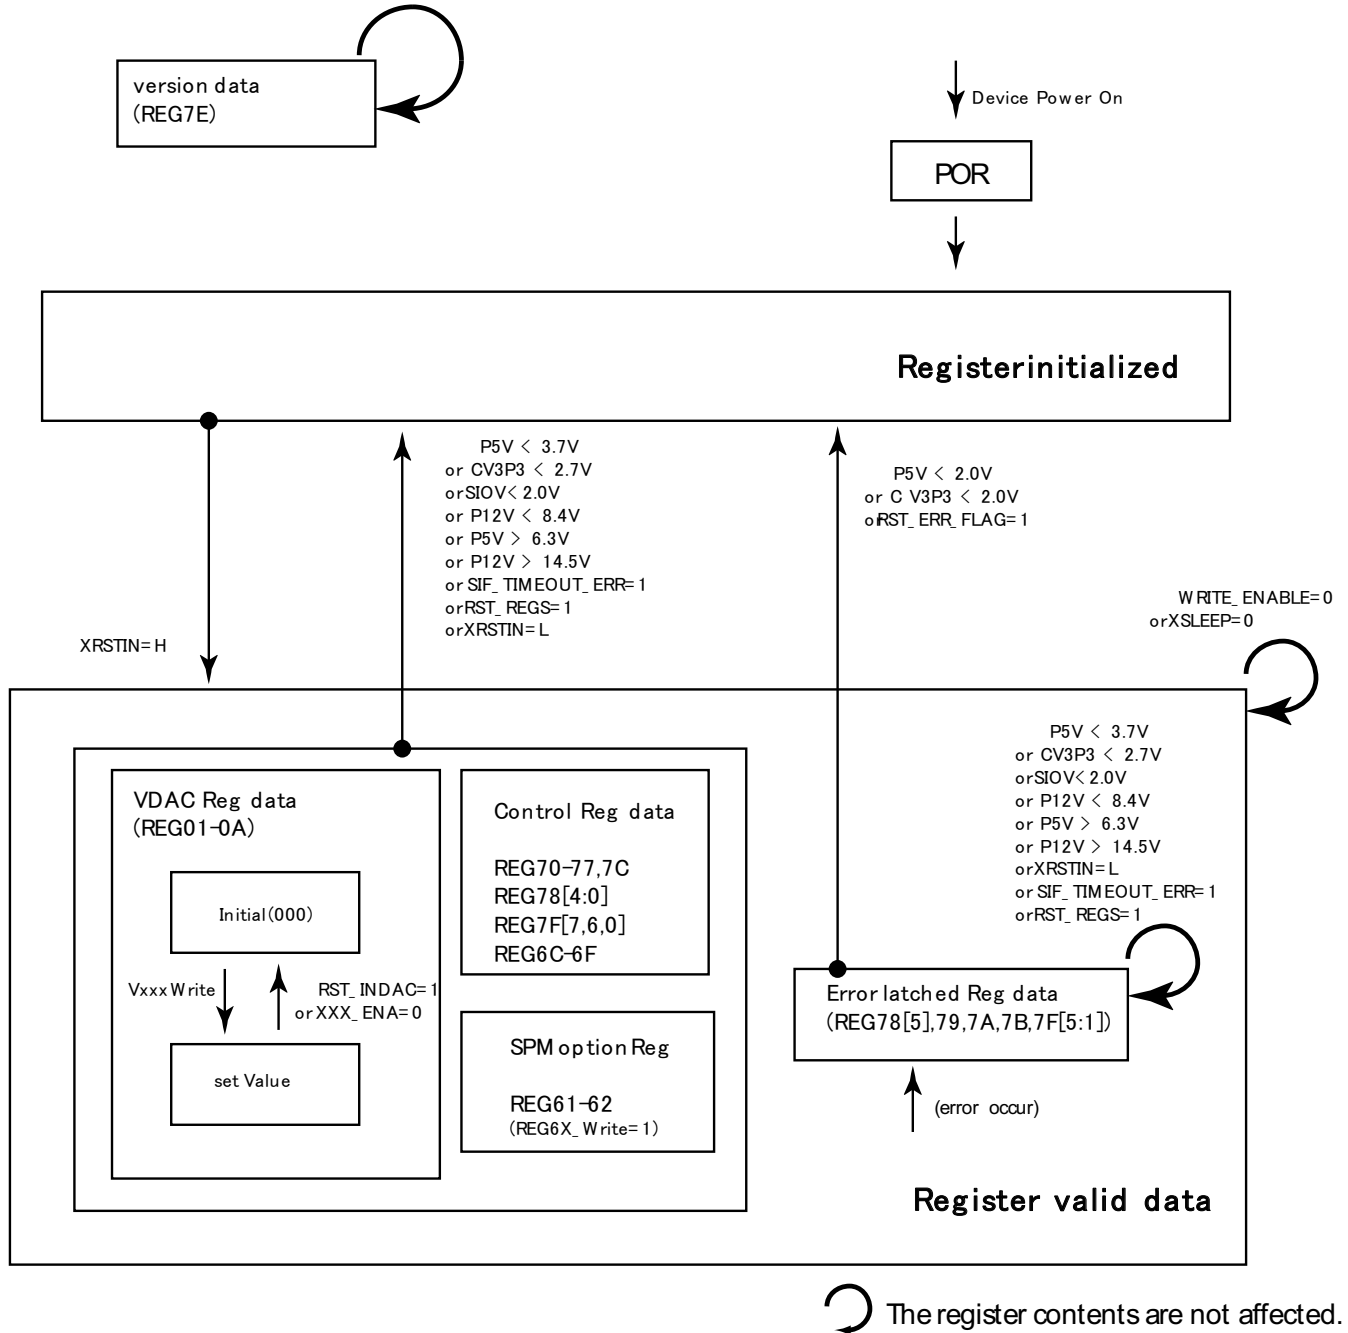 version data
(REG7E)
Device Power On
POR
Registerinitialized
P5V < 3.7V
or CV3P3 < 2.7V
orSIOV< 2.0V
or P12V < 8.4V
or P5V > 6.3V
or P12V > 14.5V
or SIF_TIMEOUT_ERR=1
orRST_REGS=1
orXRSTIN=L
P5V < 2.0V
or C V3P3 < 2.0V
orRST_ERR_FLAG=1
XRSTIN=H
WRITE_ENABLE=0
orXSLEEP=0
P5V < 3.7V
or CV3P3 < 2.7V
orSIOV< 2.0V
or P12V < 8.4V
or P5V > 6.3V
or P12V > 14.5V
orXRSTIN=L
or SIF_TIMEOUT_ERR=1
orRST_REGS=1
VDAC Reg data
(REG01-0A)
Initial(000)
Vxxx Write
RST_INDAC=1
or XXX_ENA=0
set Value
Control Reg data
REG70-77,7C
REG78[4:0]
REG7F[7,6,0]
REG6C-6F
SPM option Reg
REG61-62
(REG6X_Write=1)
Error latched Reg data
(REG78[5],79,7A,7B,7F[5:1])
(error occur)
Register valid data
The register contents are not affected.